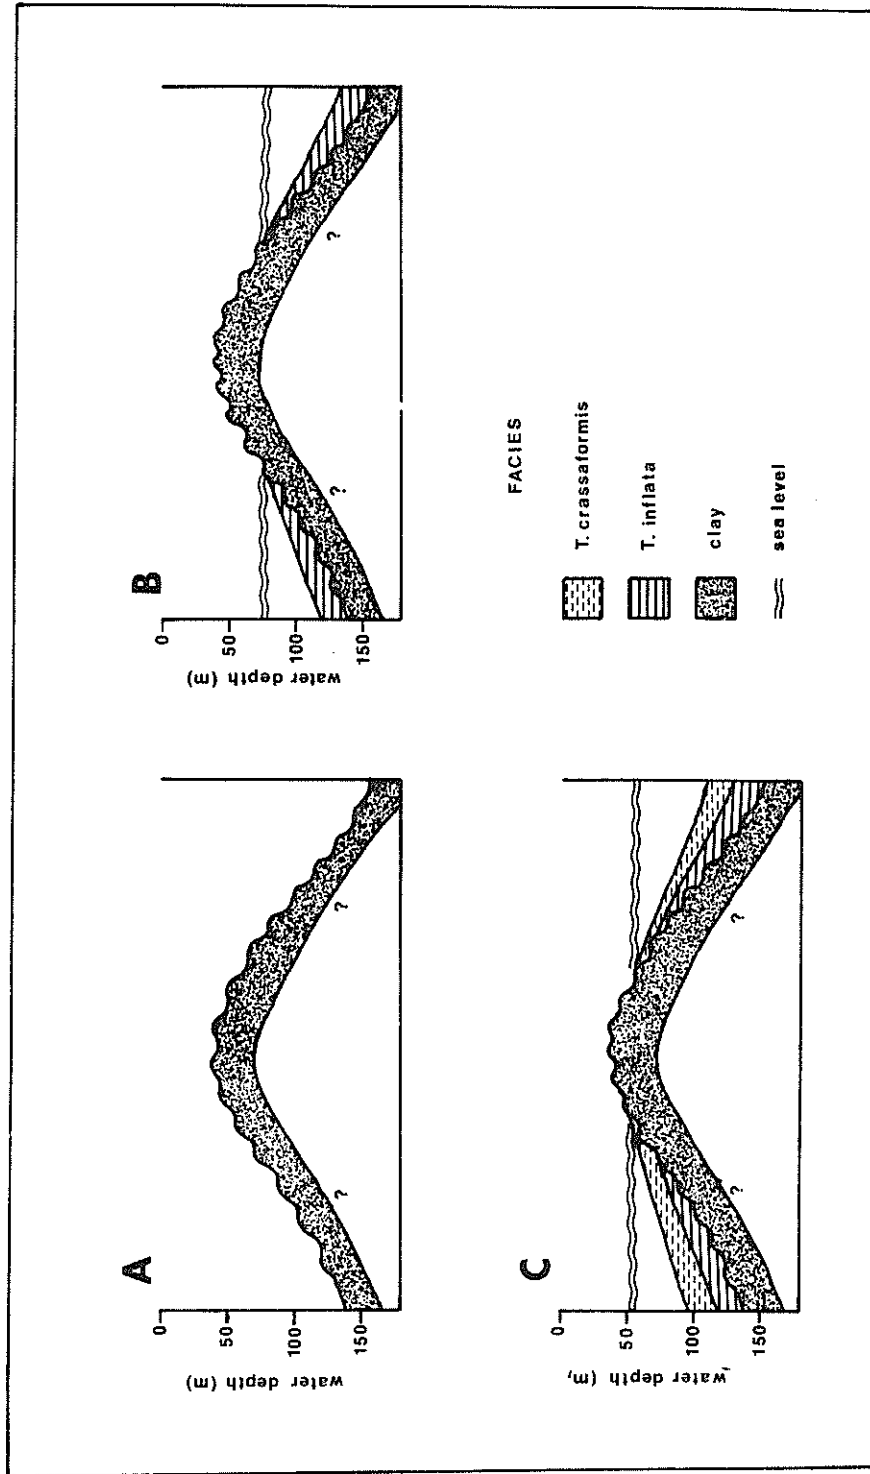 A
0
50
100
150
water depth (m)
?
?
B
0
50
100
150
water depth (m)
?
?
C
0
50
100
150
water depth (m,
?
?
FACIES
T. crassaformis
T. inflata
clay
sea level